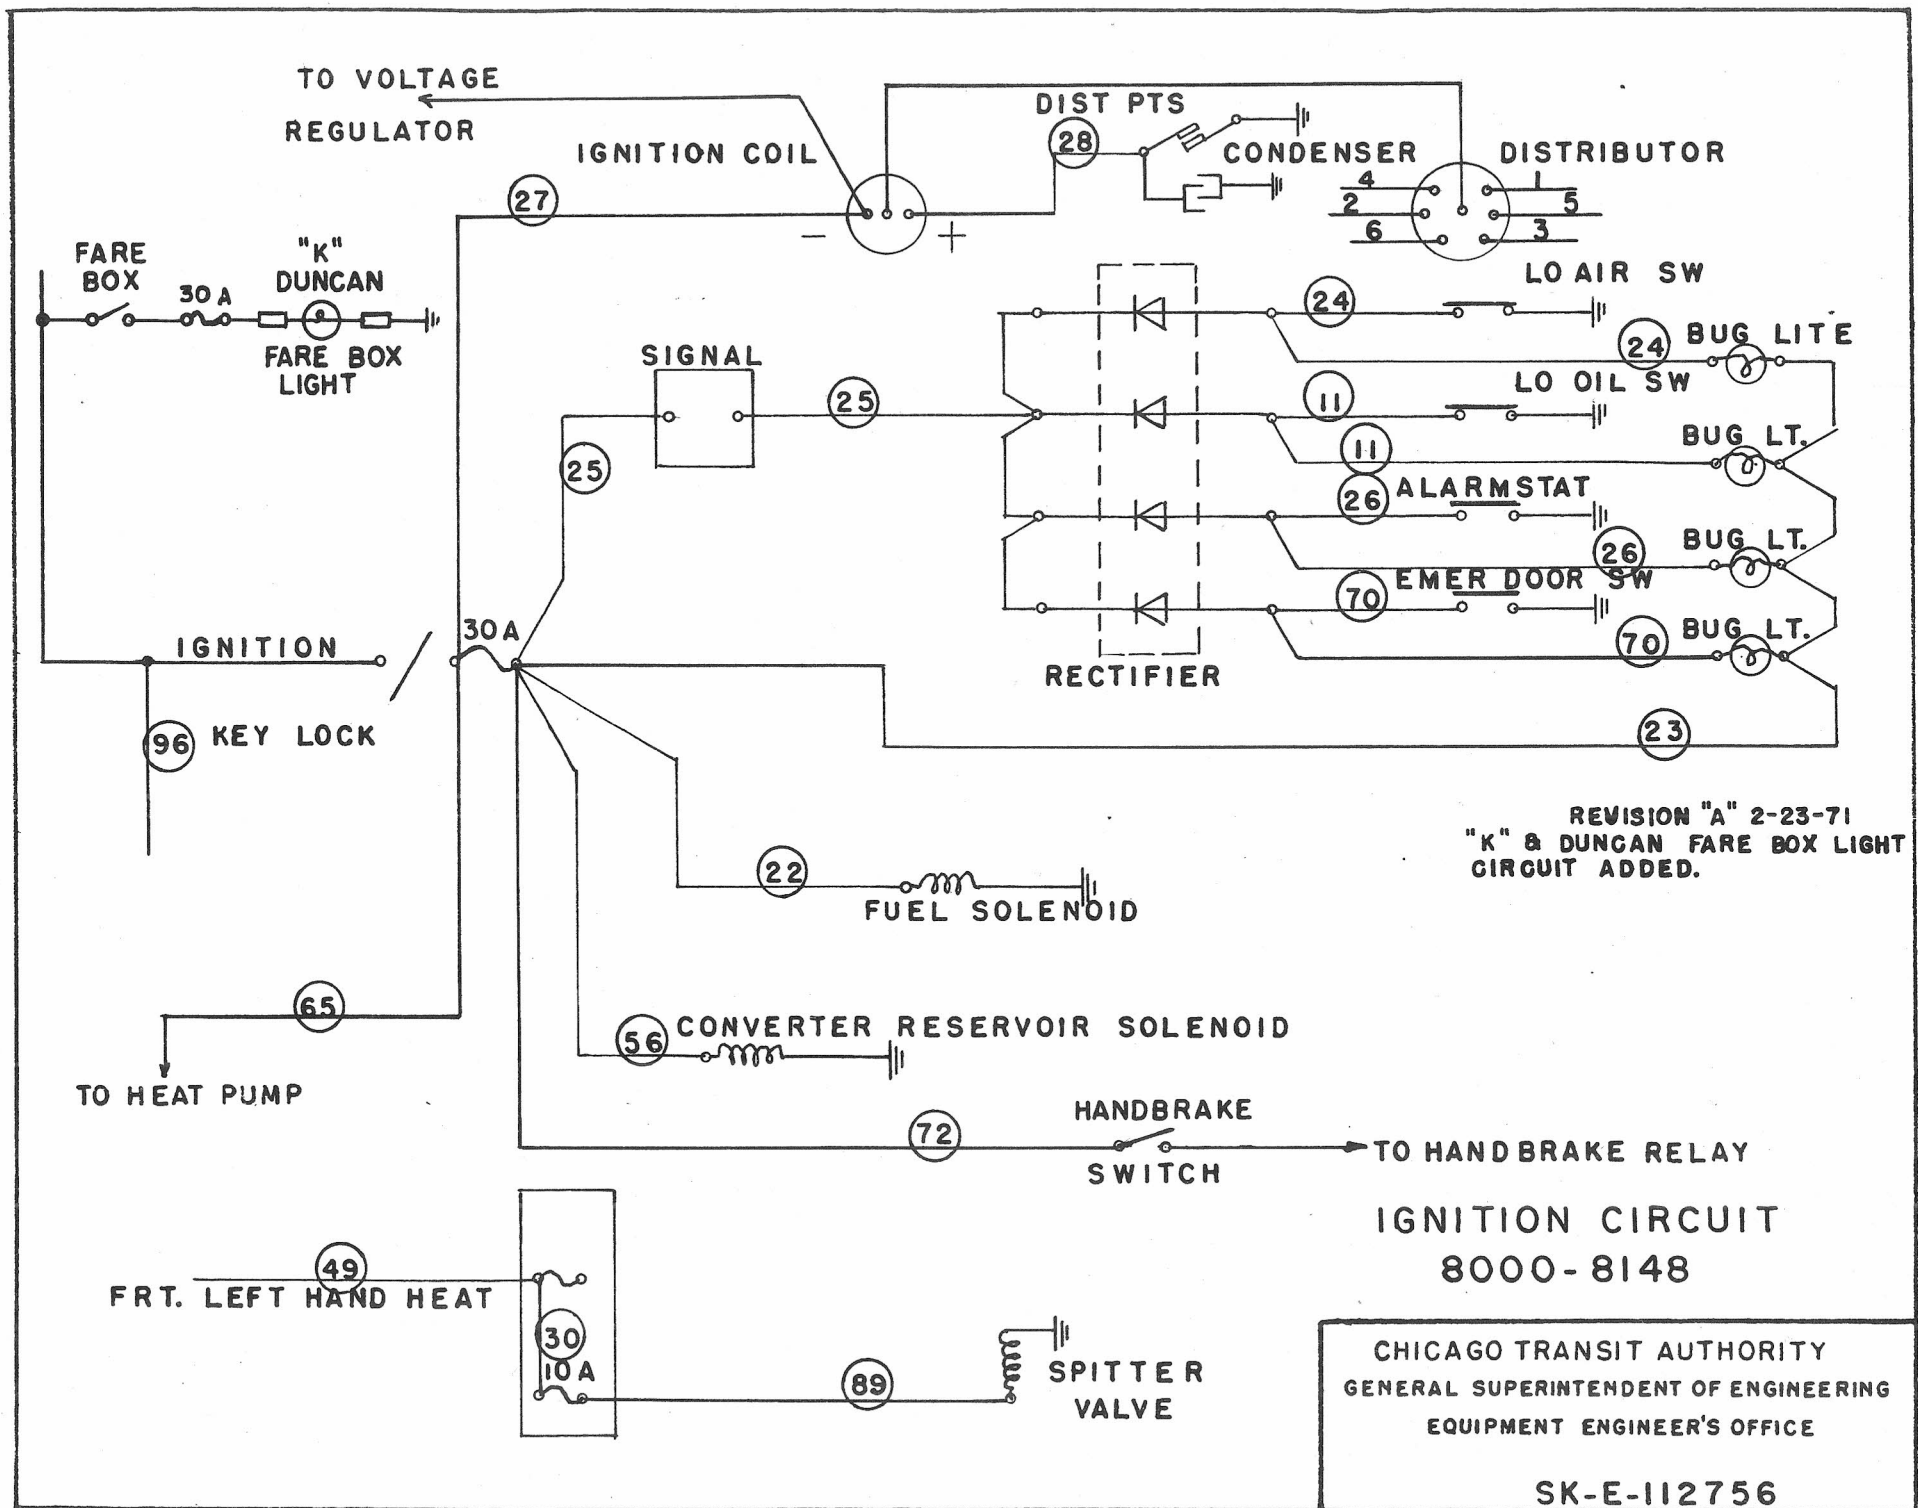 TO VOLTAGE
REGULATOR
IGNITION COIL
DIST PTS
28
CONDENSER
DISTRIBUTOR
4
2
6
1
5
3
27
−
+
FARE
BOX
30A
"K"
DUNCAN
FARE BOX
LIGHT
SIGNAL
25
25
LO AIR SW
24
24
BUG LITE
LO OIL SW
11
11
BUG LT.
ALARMSTAT
26
26
BUG LT.
EMER DOOR SW
70
70
BUG LT.
RECTIFIER
IGNITION
30A
96
KEY LOCK
23
REVISION "A" 2-23-71
"K" & DUNCAN FARE BOX LIGHT
CIRCUIT ADDED.
22
FUEL SOLENOID
65
TO HEAT PUMP
56
CONVERTER RESERVOIR SOLENOID
72
HANDBRAKE
SWITCH
TO HANDBRAKE RELAY
49
FRT. LEFT HAND HEAT
30
10A
89
SPITTER
VALVE
IGNITION CIRCUIT
8000-8148
CHICAGO TRANSIT AUTHORITY
GENERAL SUPERINTENDENT OF ENGINEERING
EQUIPMENT ENGINEER'S OFFICE
SK-E-112756